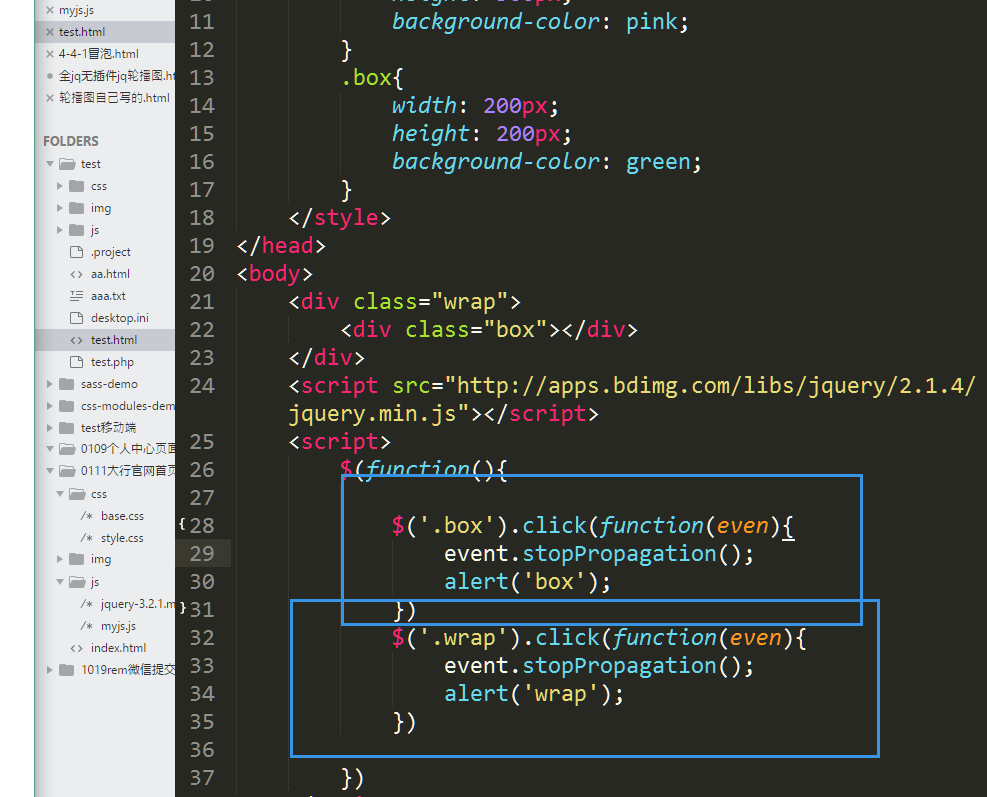 myjs.js
test.html
4-4-1冒泡.html
全jq无插件jq轮播图.ht
轮播图自己写的.html
FOLDERS
test
css
img
js
.project
aa.html
aaa.txt
desktop.ini
test.html
test.php
sass-demo
css-modules-dem
test移动端
0109个人中心页面
0111大行官网首页
css
/* base.css
/* style.css
img
js
/* jquery-3.2.1.m
/* myjs.js
index.html
1019rem微信提交
11 background-color: pink;
12 }
13 .box{
14 width: 200px;
15 height: 200px;
16 background-color: green;
17 }
18 </style>
19 </head>
20 <body>
21 <div class="wrap">
22 <div class="box"></div>
23 </div>
24 <script src="http://apps.bdimg.com/libs/jquery/2.1.4/
jquery.min.js"></script>
25 <script>
26 $(function(){
27
28 $('.box').click(function(even){
29 event.stopPropagation();
30 alert('box');
31 })
32 $('.wrap').click(function(even){
33 event.stopPropagation();
34 alert('wrap');
35 })
36
37 })